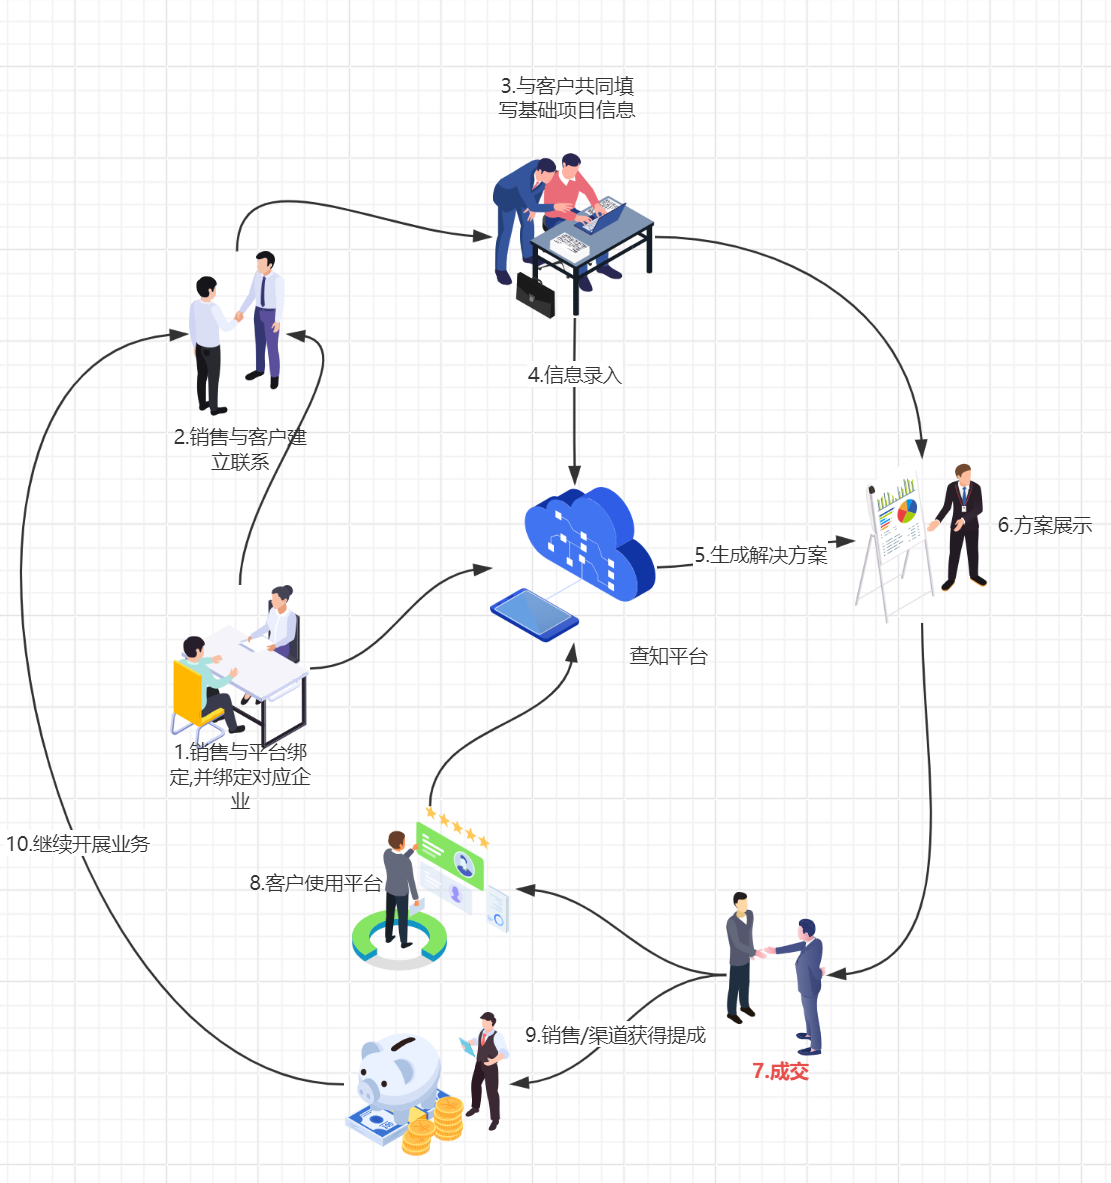 3.与客户共同填
写基础项目信息
4.信息录入
2.销售与客户建
立联系
5.生成解决方案
6.方案展示
查知平台
1.销售与平台绑
定,并绑定对应企
业
10.继续开展业务
8.客户使用平台
9.销售/渠道获得提成
7.成交